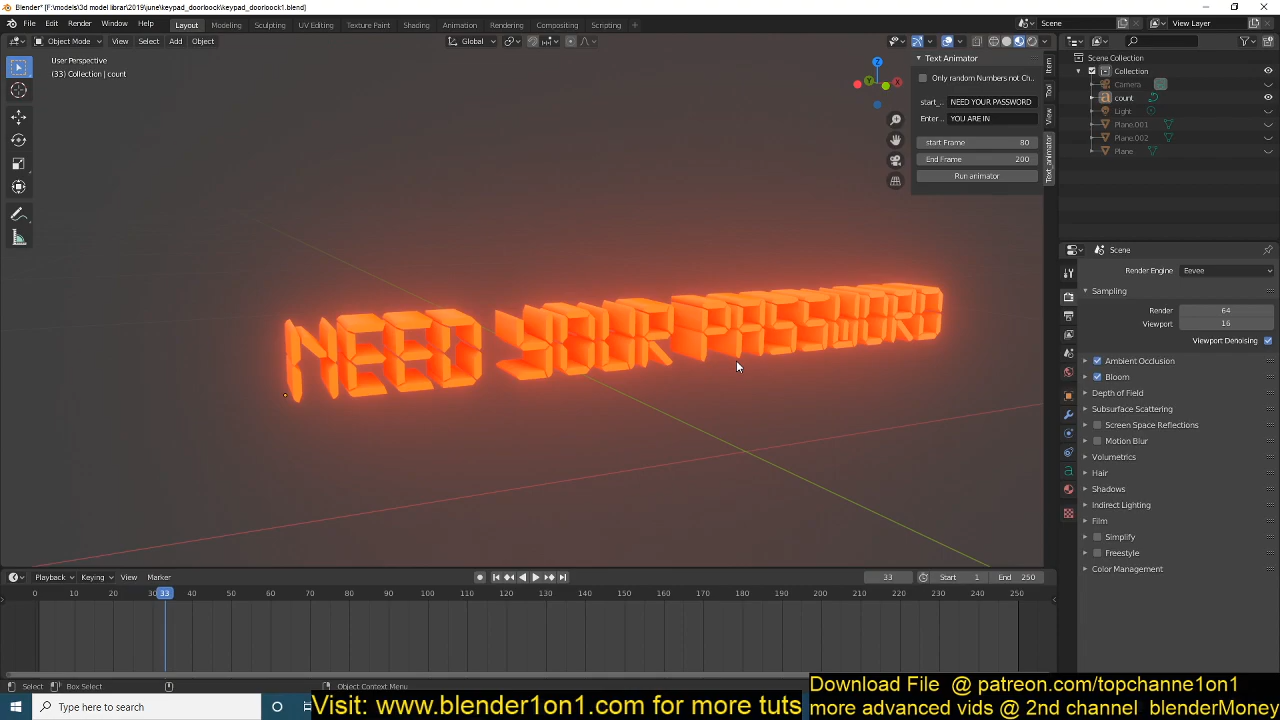 Blender* [F:\models\3d model librari\2019\june\keypad_doorloock\keypad_doorloock1.blend]
File Edit Render Window Help Layout Modeling Sculpting UV Editing Texture Paint Shading Animation Rendering Compositing Scripting + Scene View Layer
Object Mode View Select Add Object Global
User Perspective
(33) Collection | count
Text Animator
Only random Numbers not Ch..
start_.. NEED YOUR PASSWORD
Enter .. YOU ARE IN
start Frame 80
End Frame 200
Run animator
Item
Tool
View
Text_animator
X
Z
Scene Collection
Collection
Camera
count
Light
Plane.001
Plane.002
Plane
NEED YOUR PASSWORD
Scene
Render Engine Eevee
Sampling
Render 64
Viewport 16
Viewport Denoising
Ambient Occlusion
Bloom
Depth of Field
Subsurface Scattering
Screen Space Reflections
Motion Blur
Volumetrics
Hair
Shadows
Indirect Lighting
Film
Simplify
Freestyle
Color Management
Playback Keying View Marker 33 Start 1 End 250
0 10 20 30 33 40 50 60 70 80 90 100 110 120 130 140 150 160 170 180 190 200 210 220 230 240 250
Select Box Select Object Context Menu
Type here to search
Visit: www.blender1on1.com for more tuts
Download File @ patreon.com/topchanne1on1
more advanced vids @ 2nd channel blenderMoney